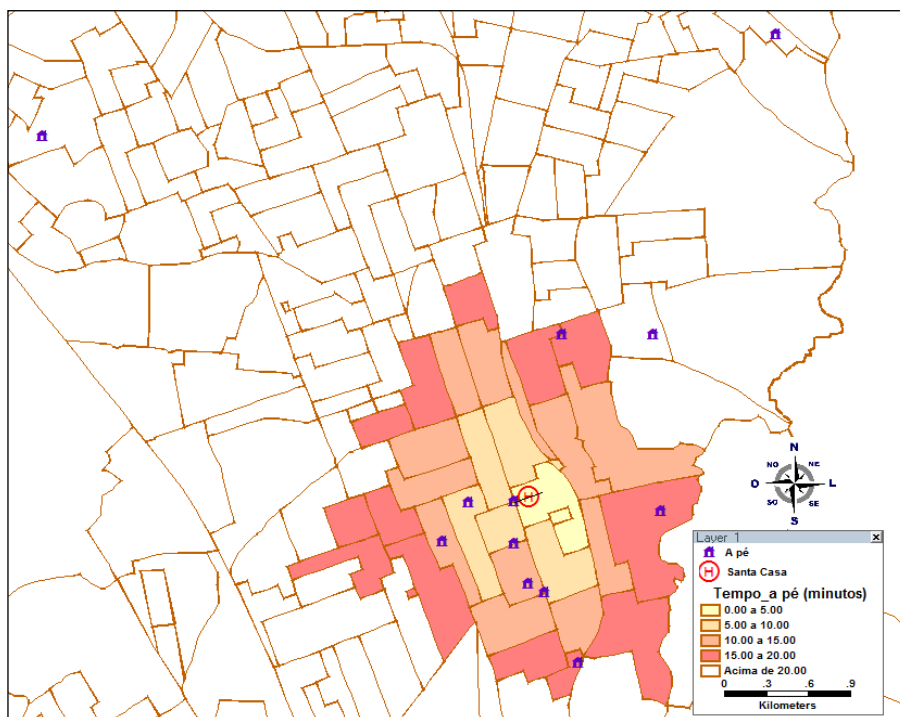 N
NO NE
O L
SO SE
S
Layer 1
A pé
H Santa Casa
Tempo_a pé (minutos)
0.00 a 5.00
5.00 a 10.00
10.00 a 15.00
15.00 a 20.00
Acima de 20.00
0 .3 .6 .9
Kilometers
H